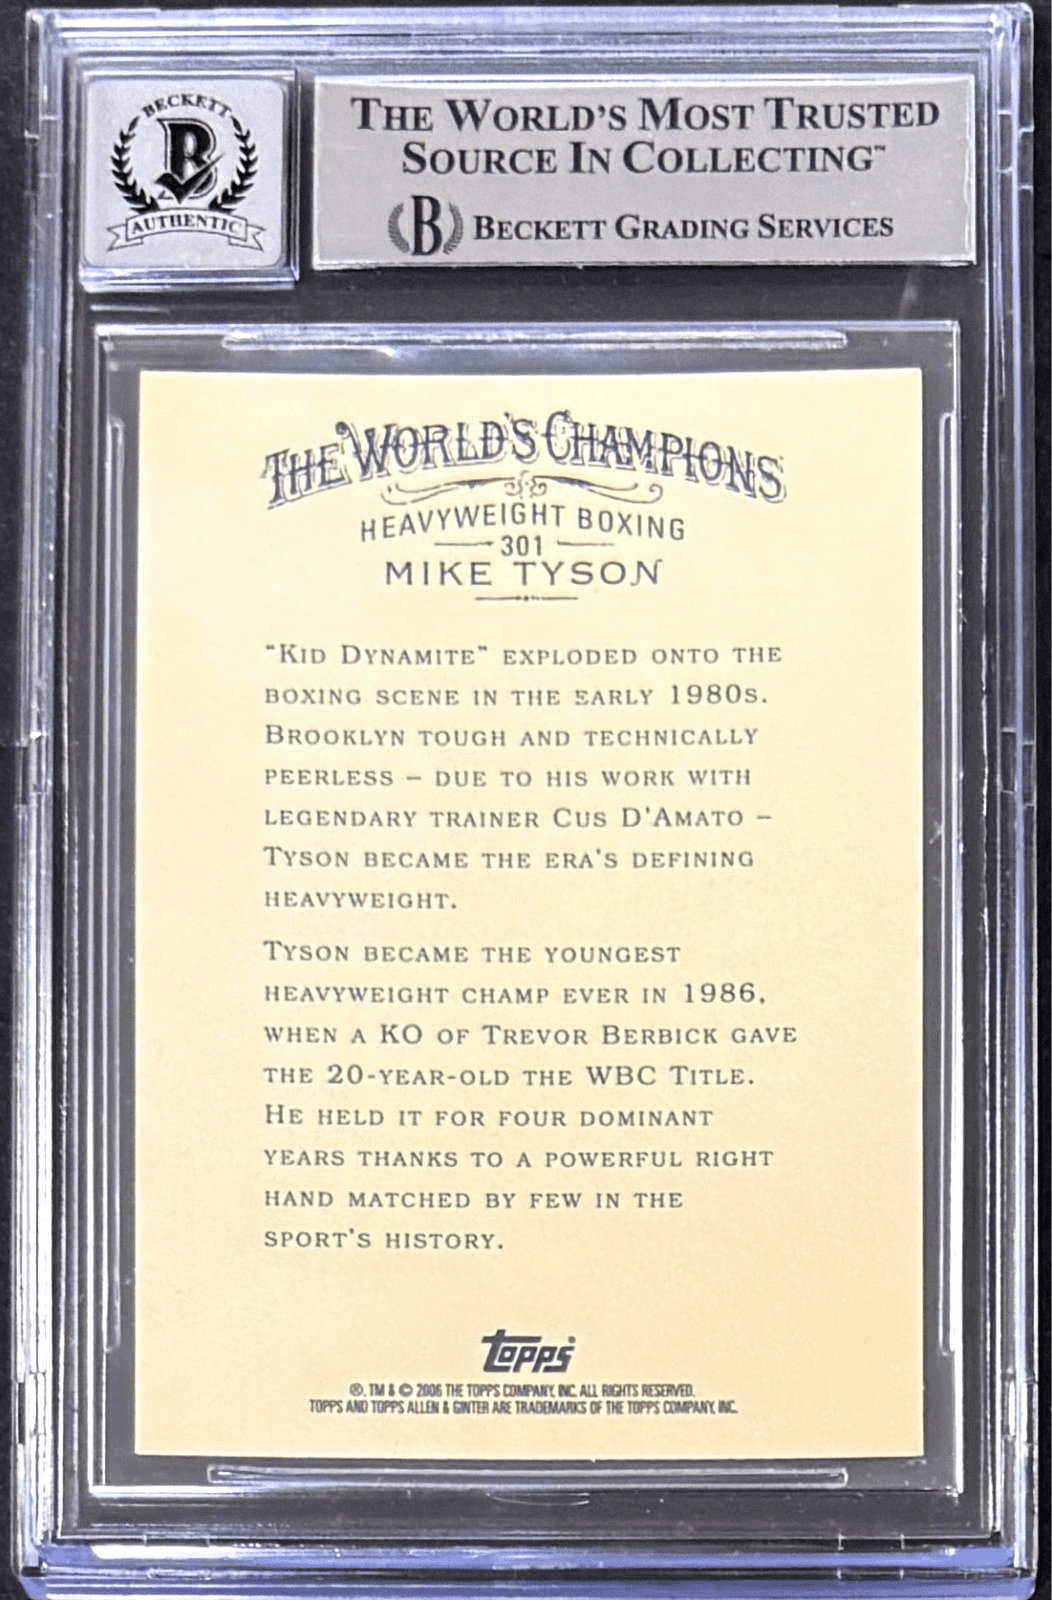 BECKETT
B
AUTHENTIC
THE WORLD'S MOST TRUSTED
SOURCE IN COLLECTING™
B BECKETT GRADING SERVICES
THE WORLD'S CHAMPIONS
HEAVYWEIGHT BOXING
301
MIKE TYSON
"KID DYNAMITE" EXPLODED ONTO THE
BOXING SCENE IN THE EARLY 1980S.
BROOKLYN TOUGH AND TECHNICALLY
PEERLESS – DUE TO HIS WORK WITH
LEGENDARY TRAINER CUS D'AMATO –
TYSON BECAME THE ERA'S DEFINING
HEAVYWEIGHT.
TYSON BECAME THE YOUNGEST
HEAVYWEIGHT CHAMP EVER IN 1986,
WHEN A KO OF TREVOR BERBICK GAVE
THE 20-YEAR-OLD THE WBC TITLE.
HE HELD IT FOR FOUR DOMINANT
YEARS THANKS TO A POWERFUL RIGHT
HAND MATCHED BY FEW IN THE
SPORT'S HISTORY.
topps
®, TM & © 2006 THE TOPPS COMPANY, INC. ALL RIGHTS RESERVED.
TOPPS AND TOPPS ALLEN & GINTER ARE TRADEMARKS OF THE TOPPS COMPANY, INC.